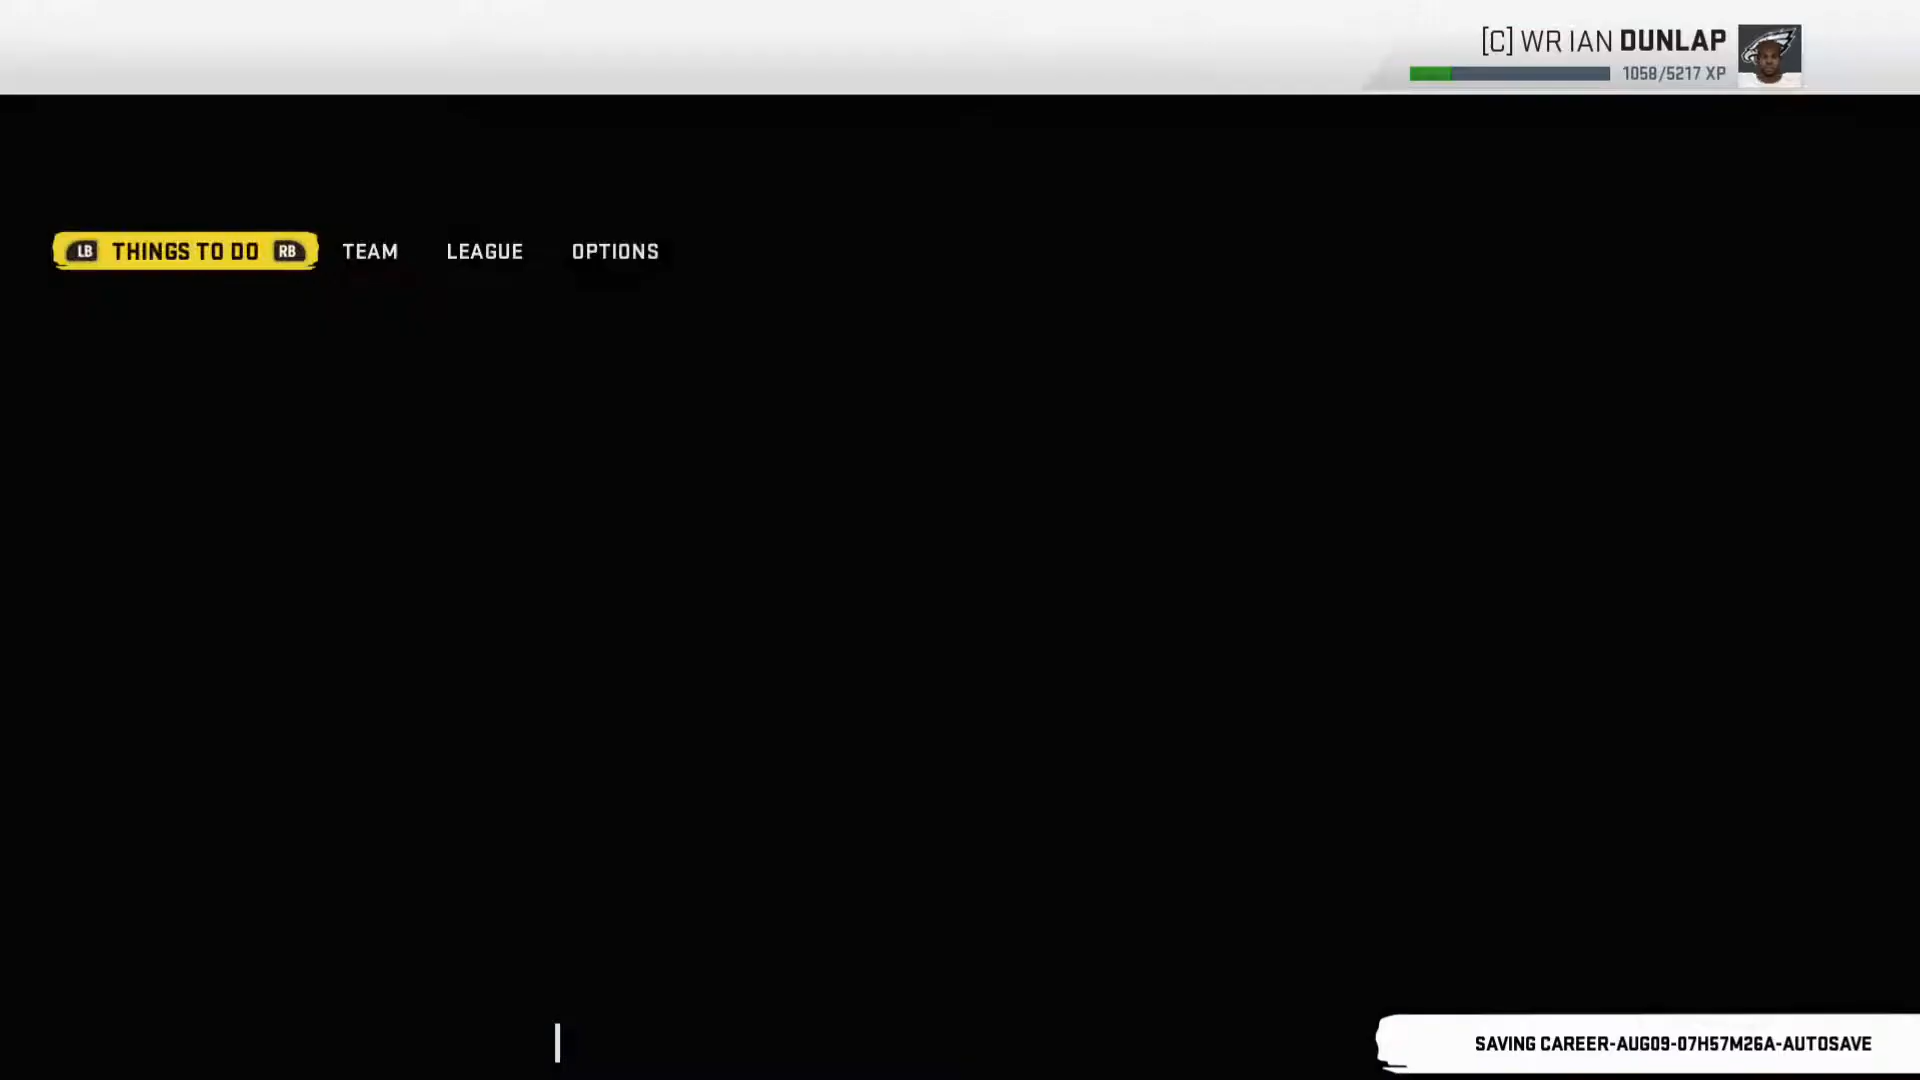 [C] WR IAN DUNLAP
1058/5217 XP
LB THINGS TO DO RB TEAM LEAGUE OPTIONS
SAVING CAREER-AUG09-07H57M26A-AUTOSAVE